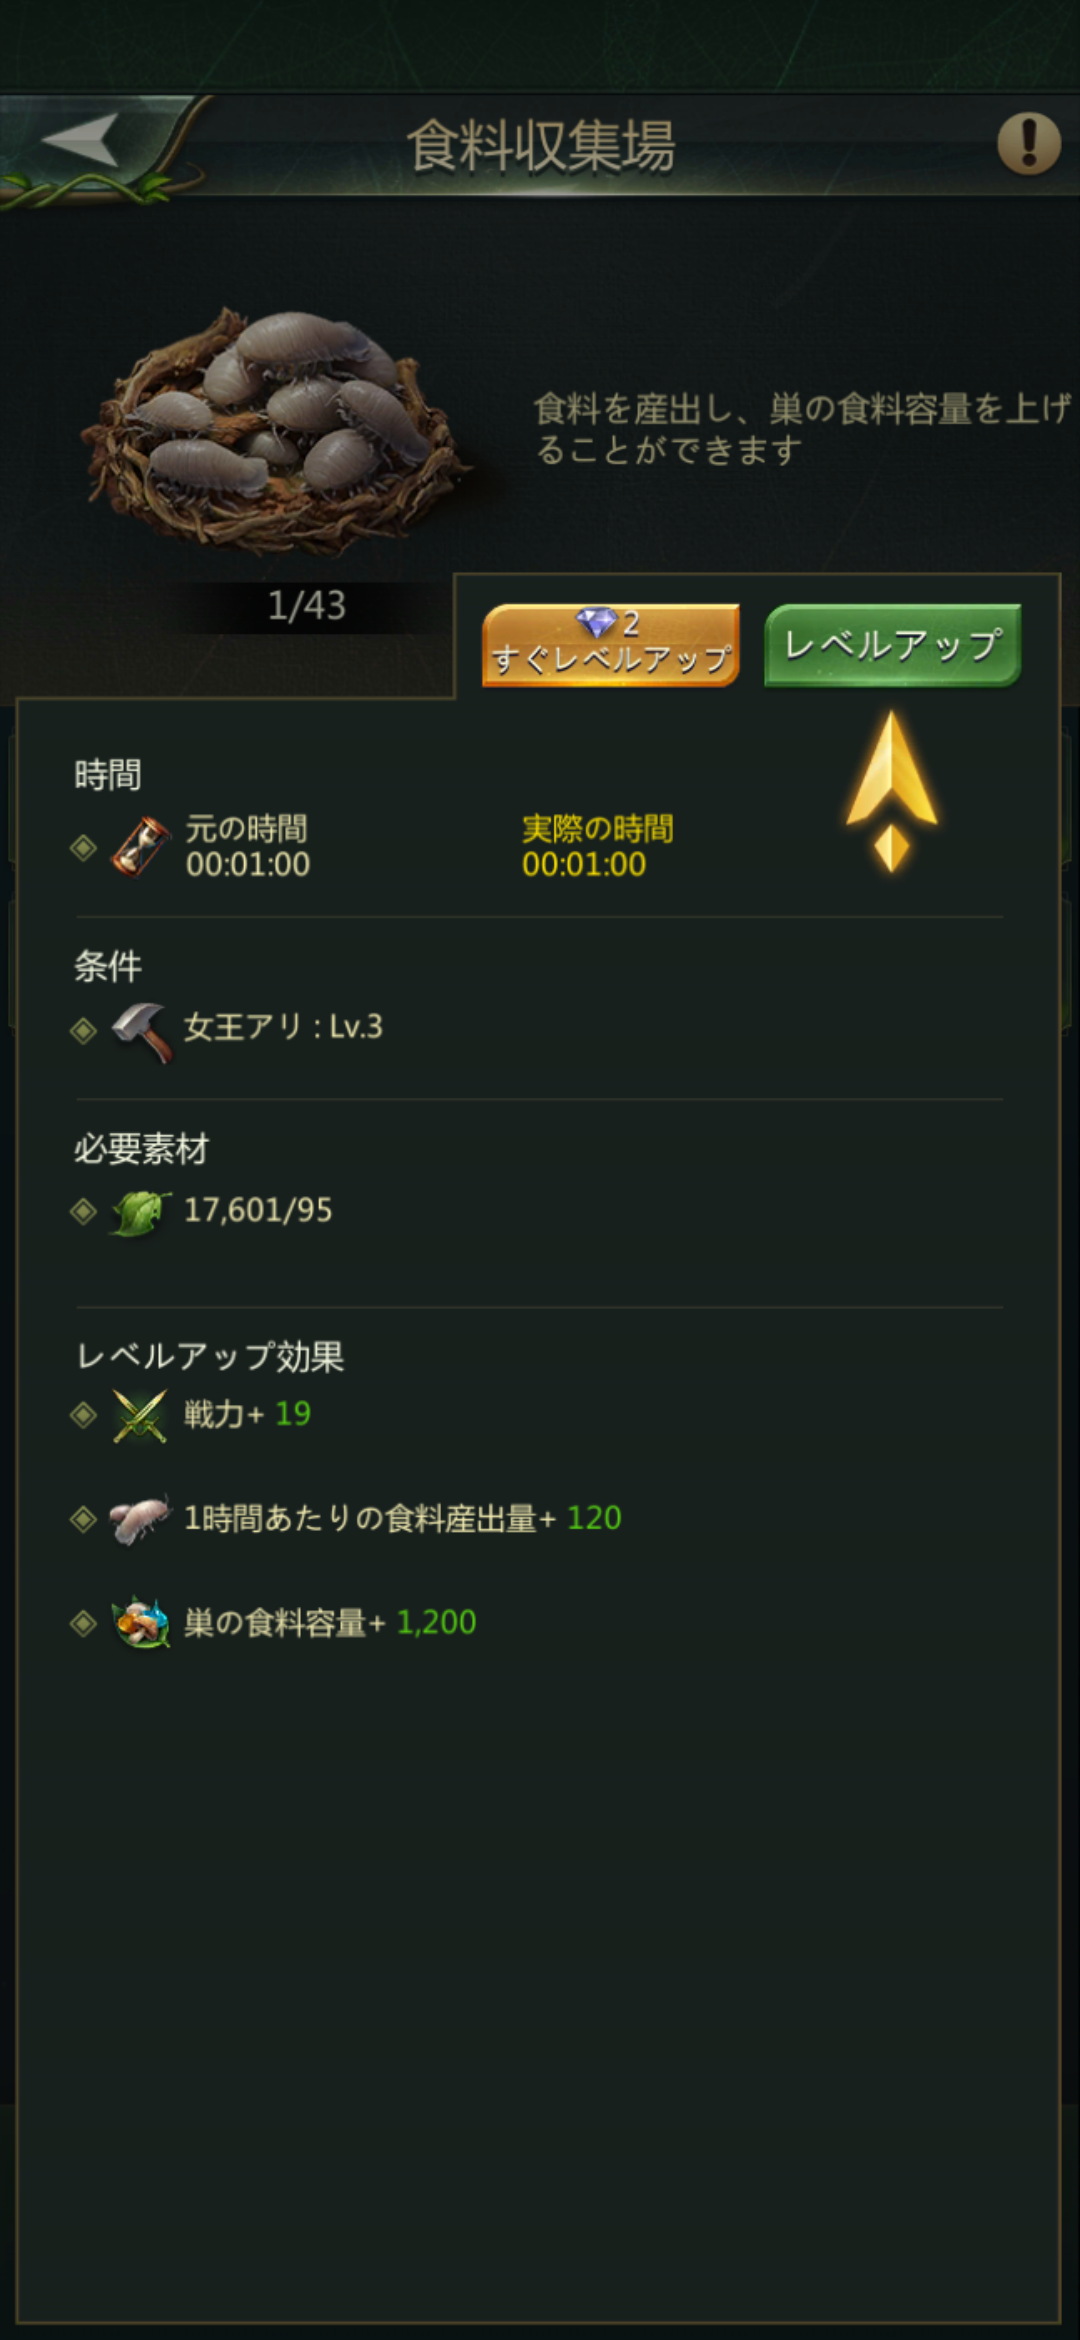 食料収集場
食料を産出し、巣の食料容量を上げ
ることができます
1/43
2
すぐレベルアップ
レベルアップ
時間
元の時間
00:01:00
実際の時間
00:01:00
条件
女王アリ : Lv.3
必要素材
17,601/95
レベルアップ効果
戦力+ 19
1時間あたりの食料産出量+ 120
巣の食料容量+ 1,200